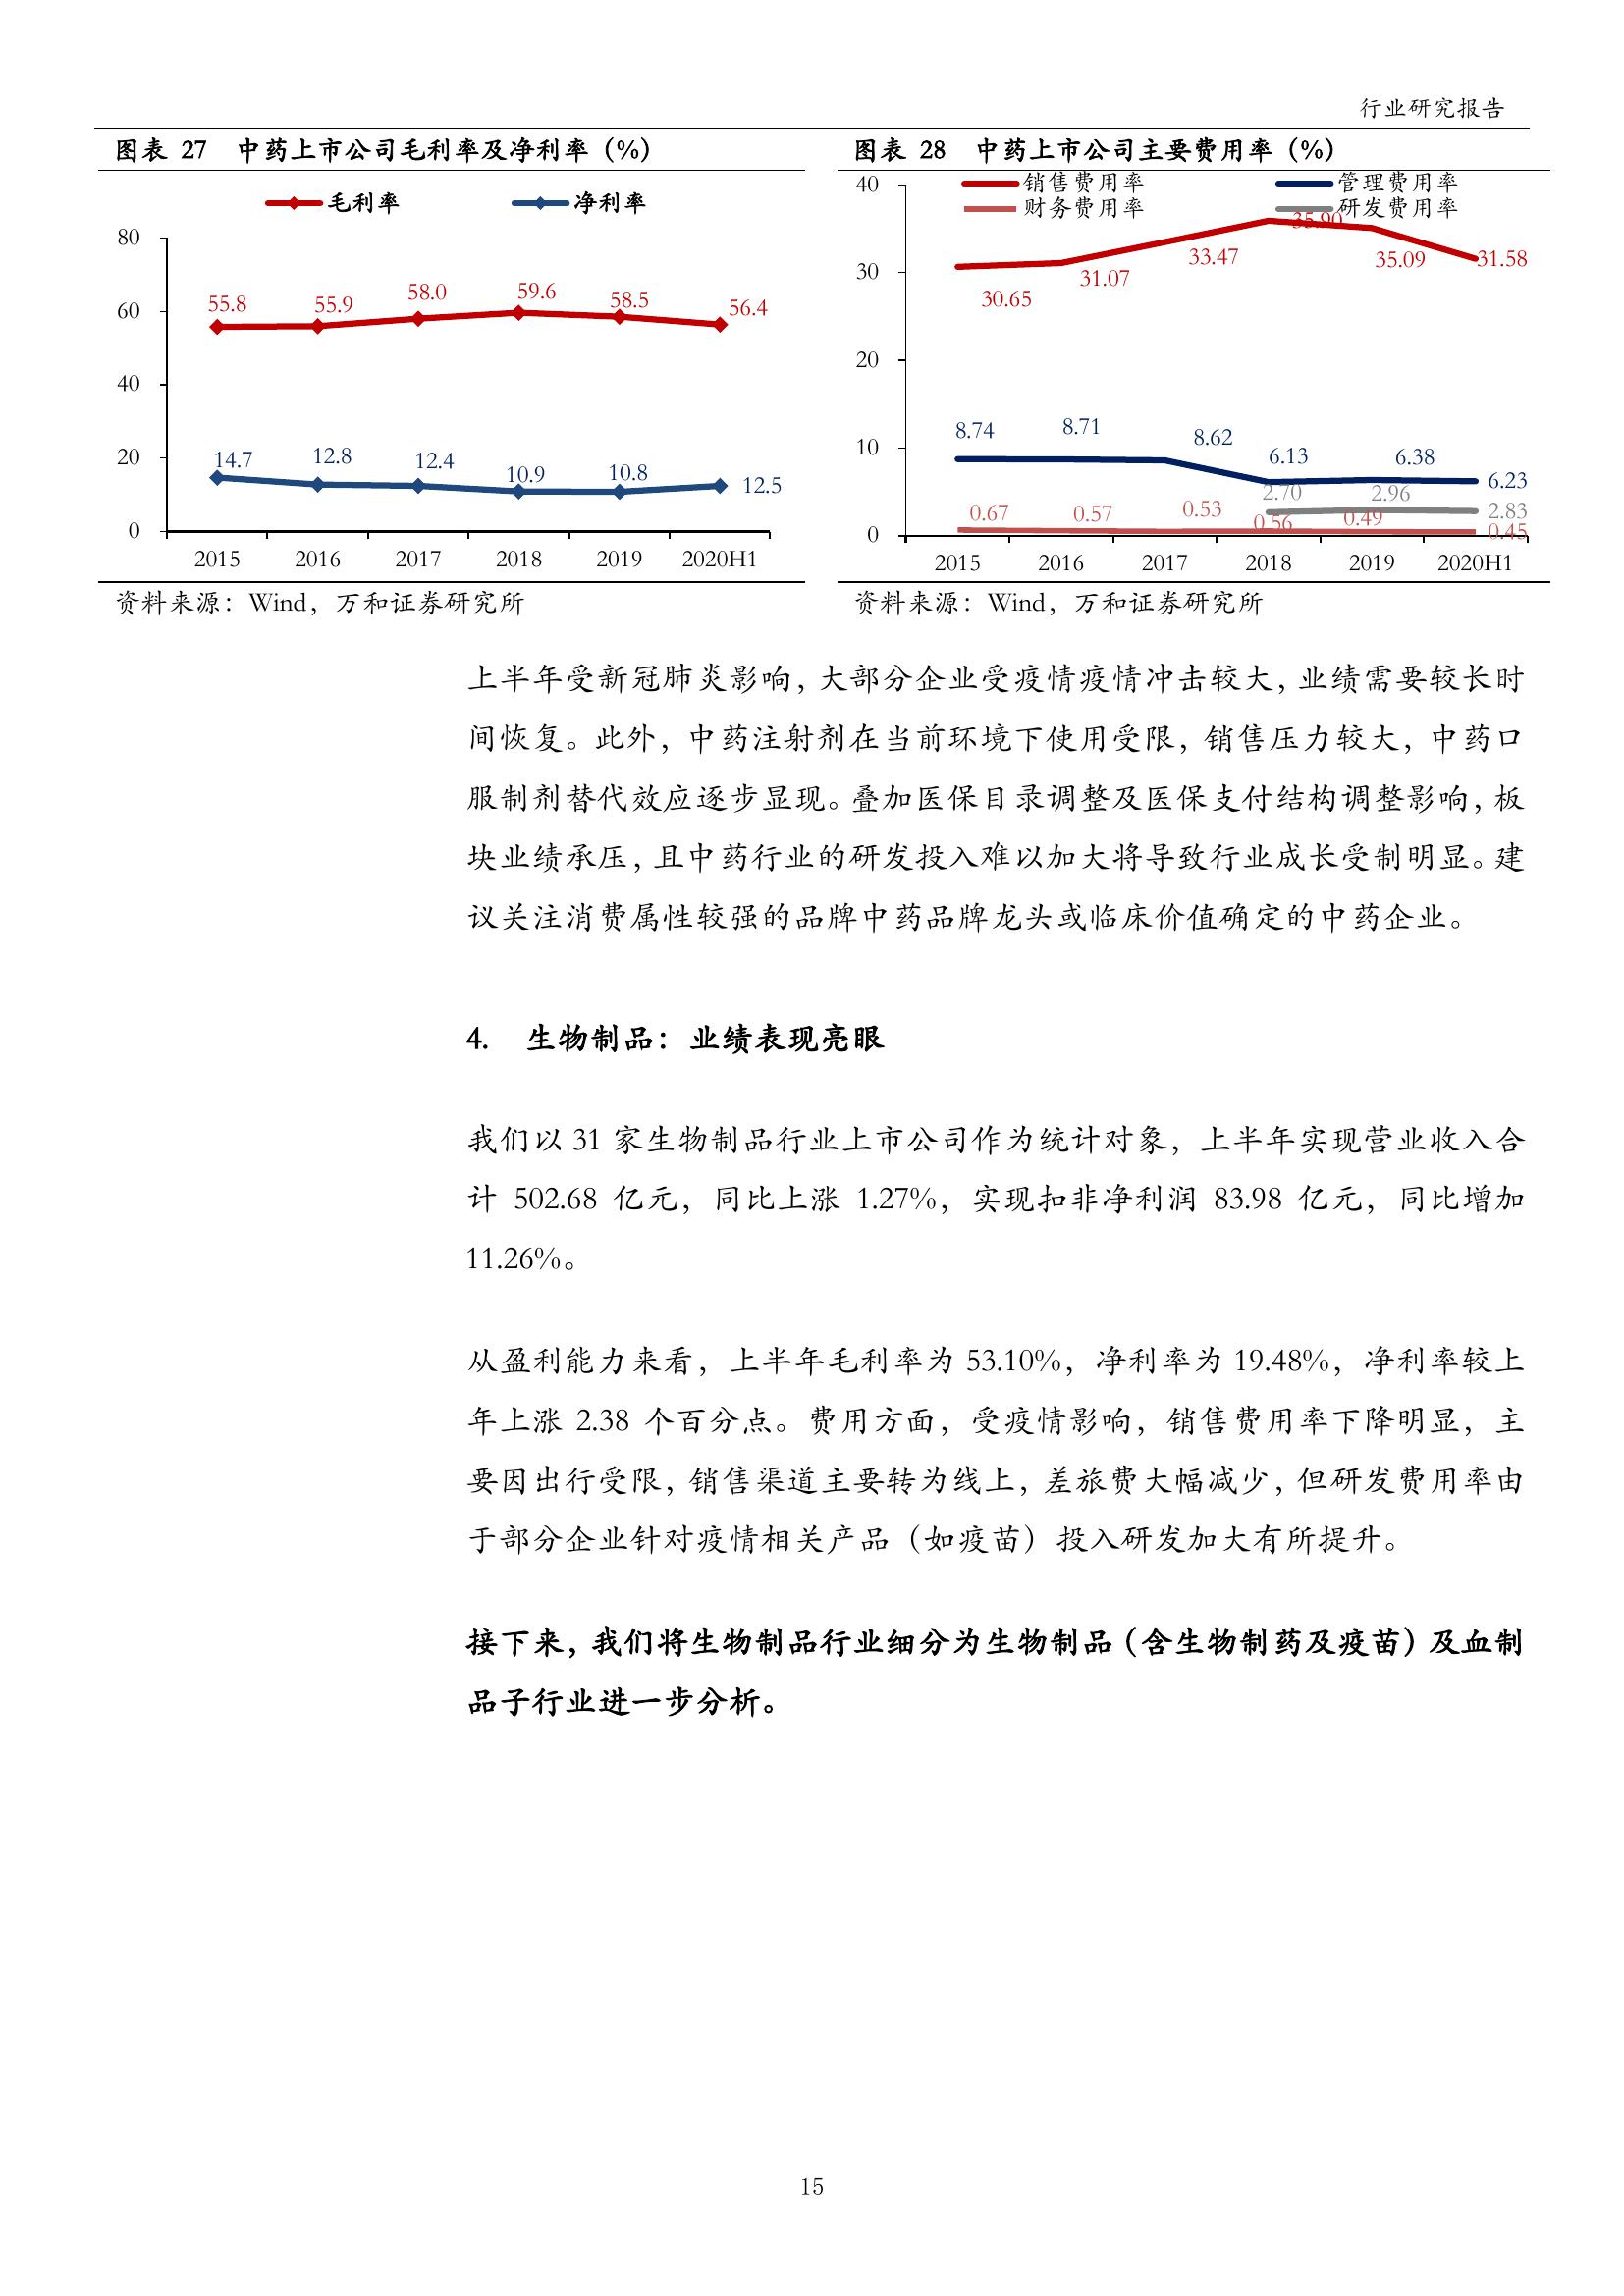 行业研究报告
图表 27 中药上市公司毛利率及净利率（%）
毛利率 净利率
80
60
40
20
0
55.8 55.9 58.0 59.6 58.5 56.4
14.7 12.8 12.4 10.9 10.8 12.5
2015 2016 2017 2018 2019 2020H1
资料来源：Wind，万和证券研究所
图表 28 中药上市公司主要费用率（%）
销售费用率 管理费用率
财务费用率 研发费用率
40
30
20
10
0
30.65 31.07 33.47 35.90 35.09 31.58
8.74 8.71 8.62 6.13 6.38 6.23
2.70 2.96 2.83
0.67 0.57 0.53 0.56 0.49 0.45
2015 2016 2017 2018 2019 2020H1
资料来源：Wind，万和证券研究所
上半年受新冠肺炎影响，大部分企业受疫情疫情冲击较大，业绩需要较长时
间恢复。此外，中药注射剂在当前环境下使用受限，销售压力较大，中药口
服制剂替代效应逐步显现。叠加医保目录调整及医保支付结构调整影响，板
块业绩承压，且中药行业的研发投入难以加大将导致行业成长受制明显。建
议关注消费属性较强的品牌中药品牌龙头或临床价值确定的中药企业。
4. 生物制品：业绩表现亮眼
我们以 31 家生物制品行业上市公司作为统计对象，上半年实现营业收入合
计 502.68 亿元，同比上涨 1.27%，实现扣非净利润 83.98 亿元，同比增加
11.26%。
从盈利能力来看，上半年毛利率为 53.10%，净利率为 19.48%，净利率较上
年上涨 2.38 个百分点。费用方面，受疫情影响，销售费用率下降明显，主
要因出行受限，销售渠道主要转为线上，差旅费大幅减少，但研发费用率由
于部分企业针对疫情相关产品（如疫苗）投入研发加大有所提升。
接下来，我们将生物制品行业细分为生物制品（含生物制药及疫苗）及血制
品子行业进一步分析。
15